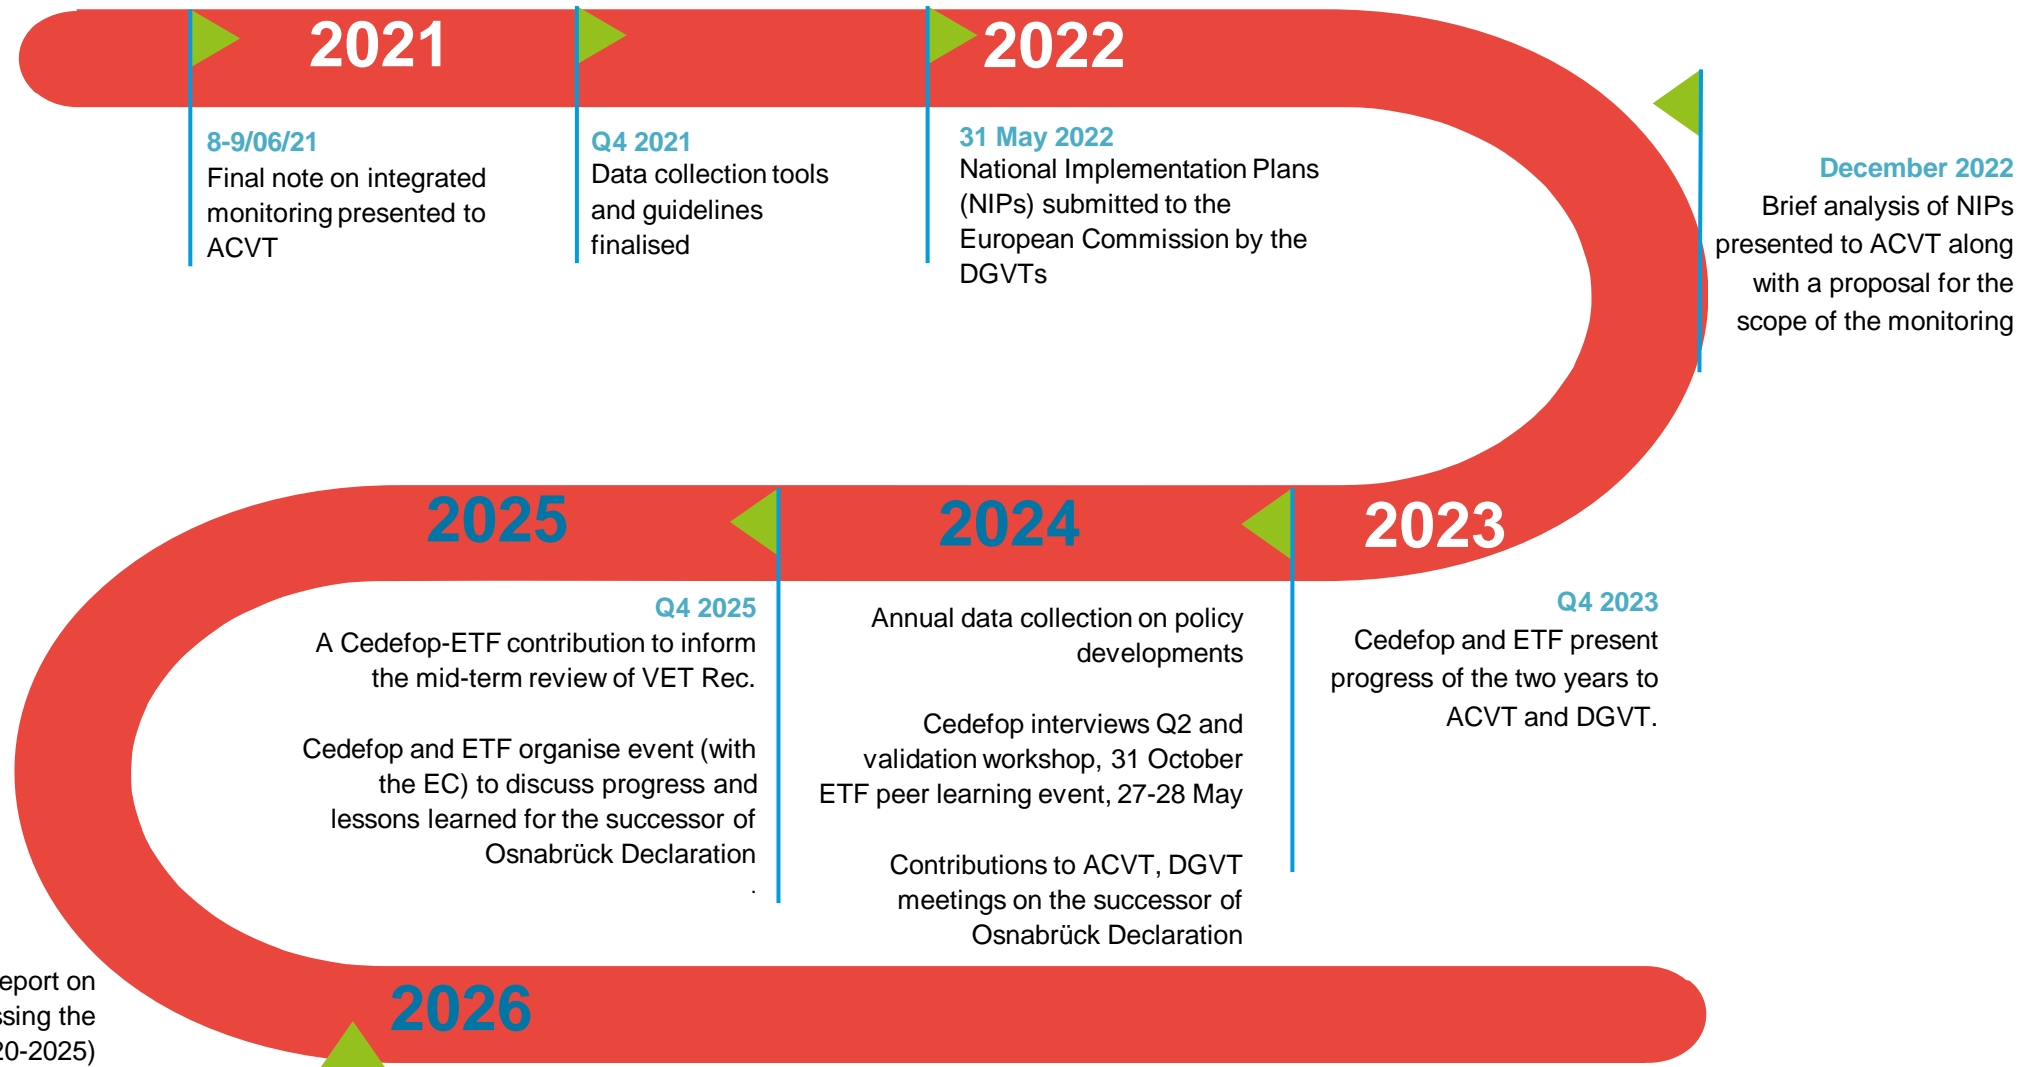 2021
2022
8-9/06/21
Final note on integrated
monitoring presented to
ACVT
Q4 2021
Data collection tools
and guidelines
finalised
31 May 2022
National Implementation Plans
(NIPs) submitted to the
European Commission by the
DGVTs
December 2022
Brief analysis of NIPs
presented to ACVT along
with a proposal for the
scope of the monitoring
2023
Q4 2023
Cedefop and ETF present
progress of the two years to
ACVT and DGVT.
2024
Annual data collection on policy
developments
Cedefop interviews Q2 and
validation workshop, 31 October
ETF peer learning event, 27-28 May
Contributions to ACVT, DGVT
meetings on the successor of
Osnabrück Declaration
2025
Q4 2025
A Cedefop-ETF contribution to inform
the mid-term review of VET Rec.
Cedefop and ETF organise event (with
the EC) to discuss progress and
lessons learned for the successor of
Osnabrück Declaration
.
2026
eport on
ssing the
20-2025)